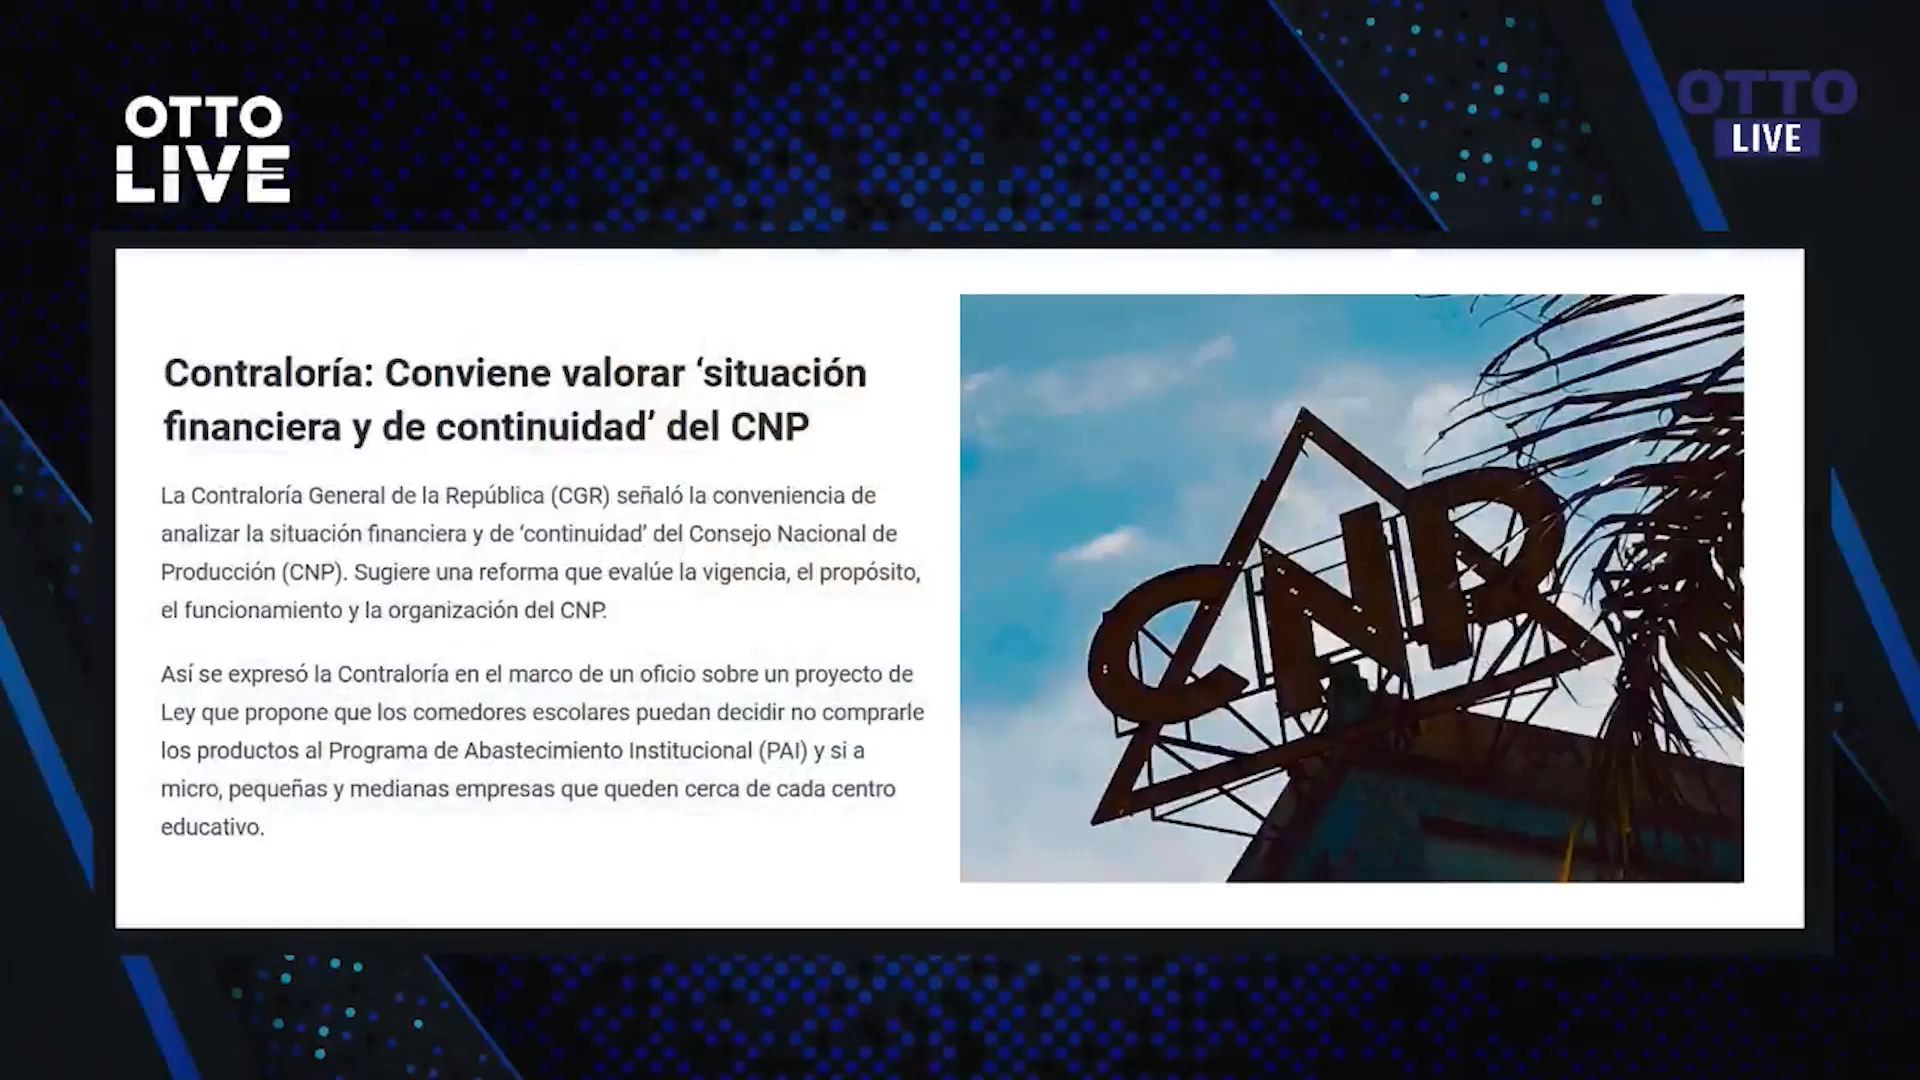 OTTO
LIVE
OTTO
LIVE
Contraloría: Conviene valorar ‘situación
financiera y de continuidad’ del CNP
La Contraloría General de la República (CGR) señaló la conveniencia de
analizar la situación financiera y de ‘continuidad’ del Consejo Nacional de
Producción (CNP). Sugiere una reforma que evalúe la vigencia, el propósito,
el funcionamiento y la organización del CNP.
Así se expresó la Contraloría en el marco de un oficio sobre un proyecto de
Ley que propone que los comedores escolares puedan decidir no comprarle
los productos al Programa de Abastecimiento Institucional (PAI) y si a
micro, pequeñas y medianas empresas que queden cerca de cada centro
educativo.
CNP